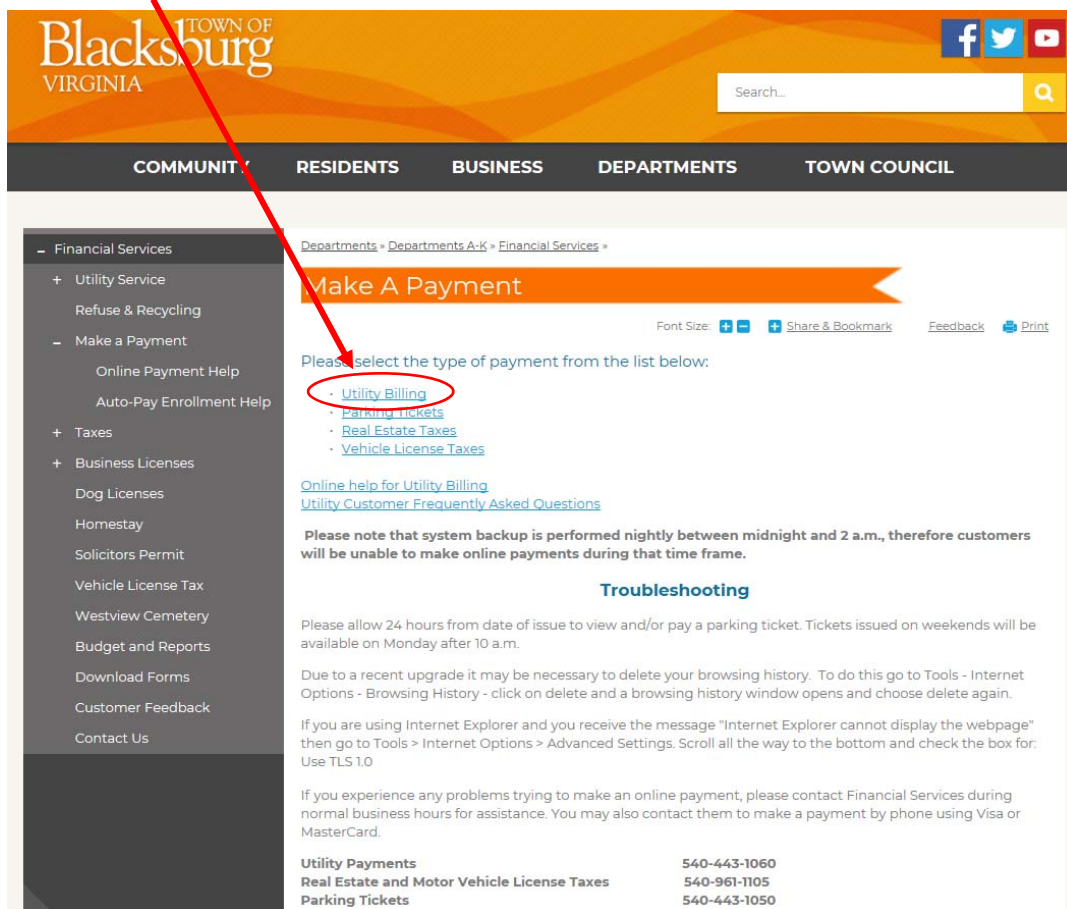 TOWN OF
Blacksburg
VIRGINIA
Search...
COMMUNITY RESIDENTS BUSINESS DEPARTMENTS TOWN COUNCIL
– Financial Services
+ Utility Service
Refuse & Recycling
– Make a Payment
Online Payment Help
Auto-Pay Enrollment Help
+ Taxes
+ Business Licenses
Dog Licenses
Homestay
Solicitors Permit
Vehicle License Tax
Westview Cemetery
Budget and Reports
Download Forms
Customer Feedback
Contact Us
Departments » Departments A-K » Financial Services »
Make A Payment
Font Size: + – + Share & Bookmark Feedback Print
Please select the type of payment from the list below:
· Utility Billing
· Parking Tickets
· Real Estate Taxes
· Vehicle License Taxes
Online help for Utility Billing
Utility Customer Frequently Asked Questions
Please note that system backup is performed nightly between midnight and 2 a.m., therefore customers
will be unable to make online payments during that time frame.
Troubleshooting
Please allow 24 hours from date of issue to view and/or pay a parking ticket. Tickets issued on weekends will be
available on Monday after 10 a.m.
Due to a recent upgrade it may be necessary to delete your browsing history. To do this go to Tools - Internet
Options - Browsing History - click on delete and a browsing history window opens and choose delete again.
If you are using Internet Explorer and you receive the message "Internet Explorer cannot display the webpage"
then go to Tools > Internet Options > Advanced Settings. Scroll all the way to the bottom and check the box for:
Use TLS 1.0
If you experience any problems trying to make an online payment, please contact Financial Services during
normal business hours for assistance. You may also contact them to make a payment by phone using Visa or
MasterCard.
Utility Payments 540-443-1060
Real Estate and Motor Vehicle License Taxes 540-961-1105
Parking Tickets 540-443-1050